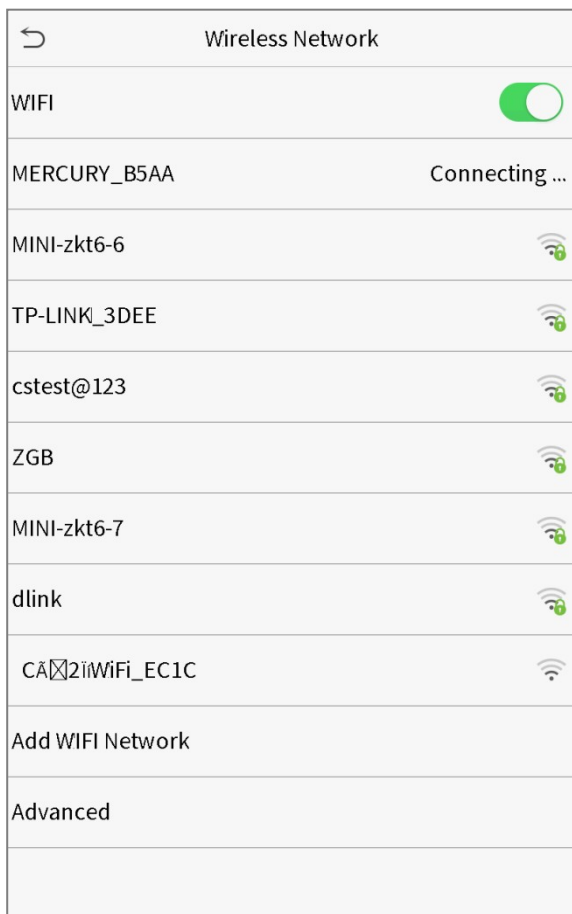 Wireless Network
WIFI
MERCURY_B5AA Connecting ...
MINI-zkt6-6
TP-LINK_3DEE
cstest@123
ZGB
MINI-zkt6-7
dlink
WiFi_EC1C
Add WIFI Network
Advanced